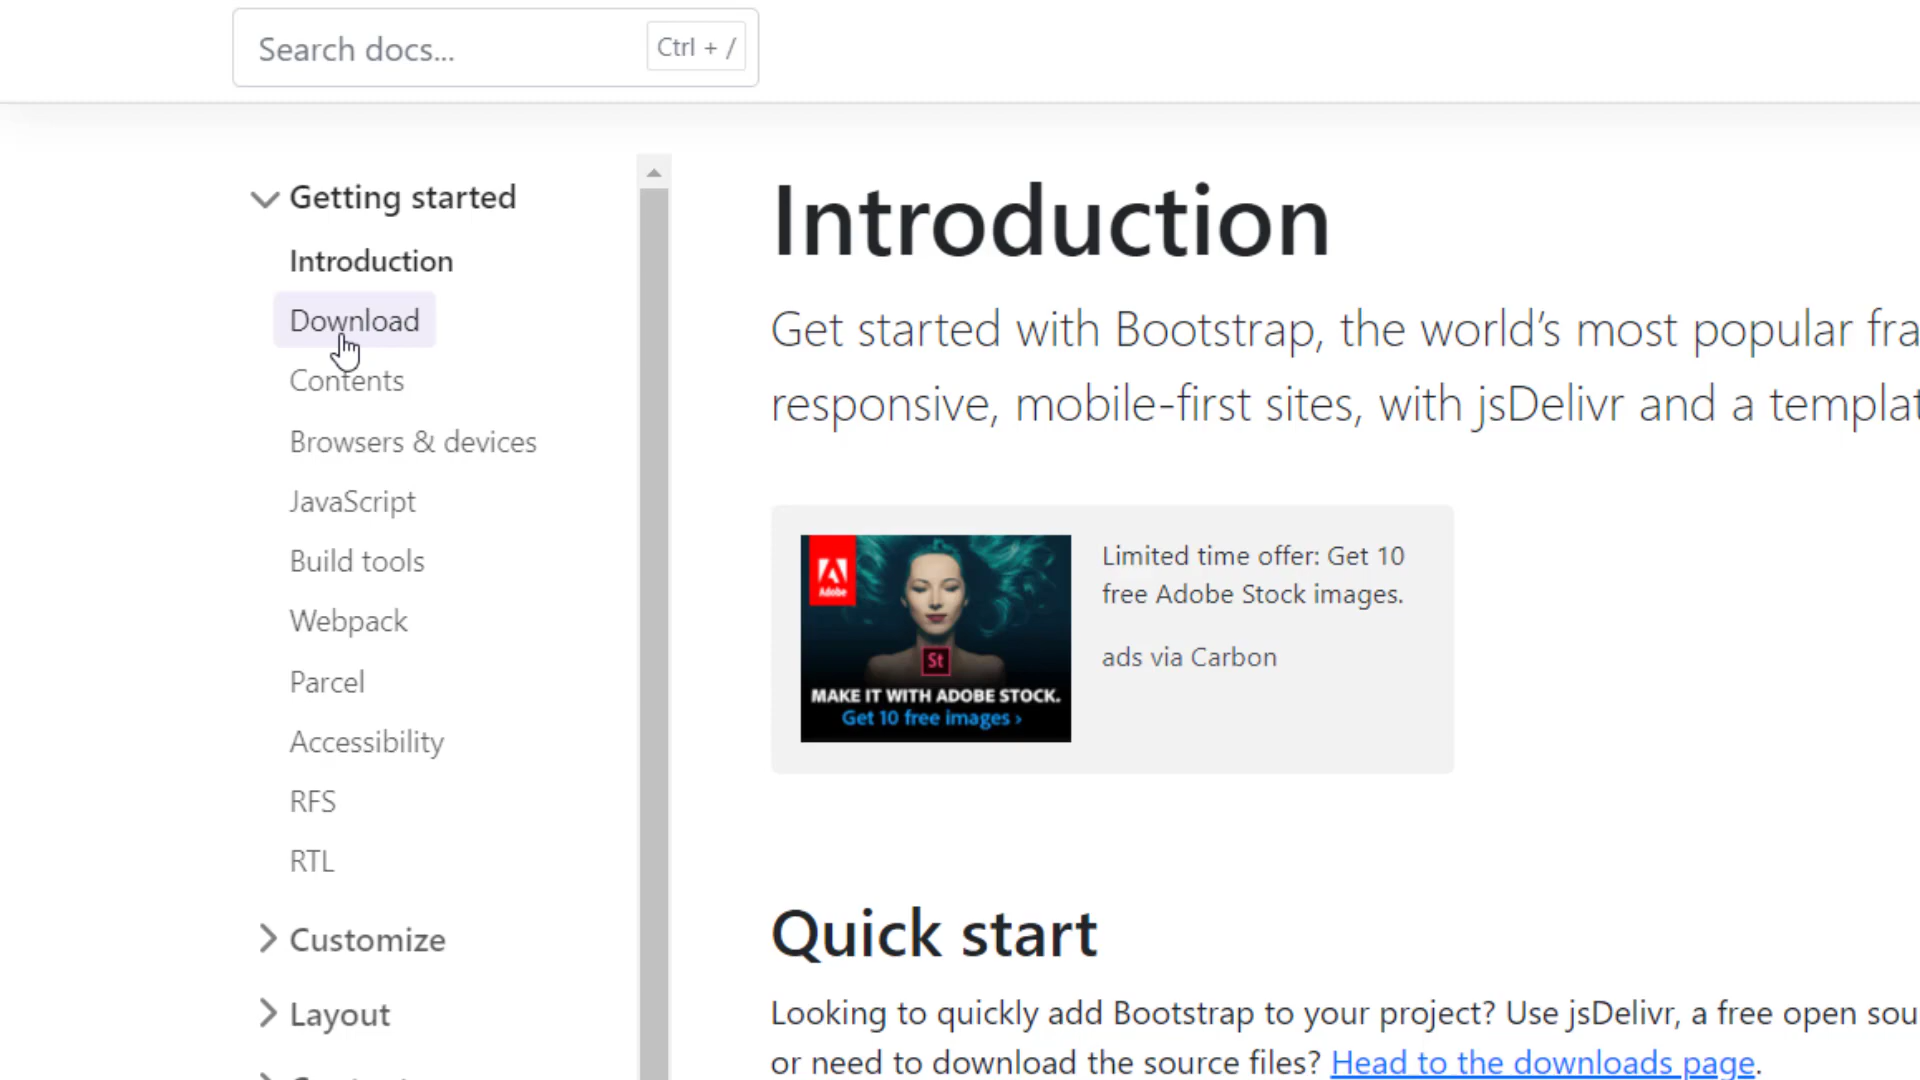 Search docs...
Ctrl + /
Getting started
Introduction
Download
Contents
Browsers & devices
JavaScript
Build tools
Webpack
Parcel
Accessibility
RFS
RTL
Customize
Layout
Introduction
Get started with Bootstrap, the world’s most popular
responsive, mobile-first sites, with jsDelivr and a
Adobe
St
MAKE IT WITH ADOBE STOCK.
Get 10 free images ›
Limited time offer: Get 10
free Adobe Stock images.
ads via Carbon
Quick start
Looking to quickly add Bootstrap to your project? Use jsDelivr, a free open
or need to download the source files? Head to the downloads page.